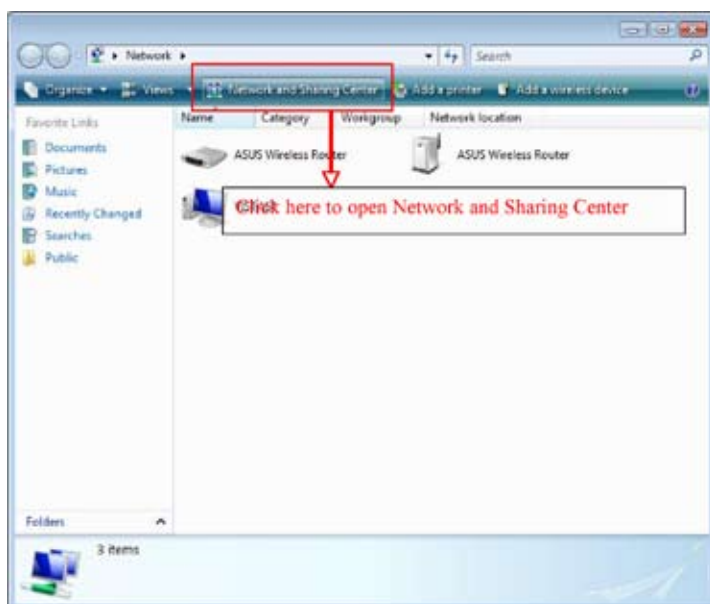 Network
Search
Organize Views Network and Sharing Center Add a printer Add a wireless device
Favorite Links
Documents
Pictures
Music
Recently Changed
Searches
Public
Folders
Name Category Workgroup Network location
ASUS Wireless Router
ASUS Wireless Router
Click here to open Network and Sharing Center
3 items